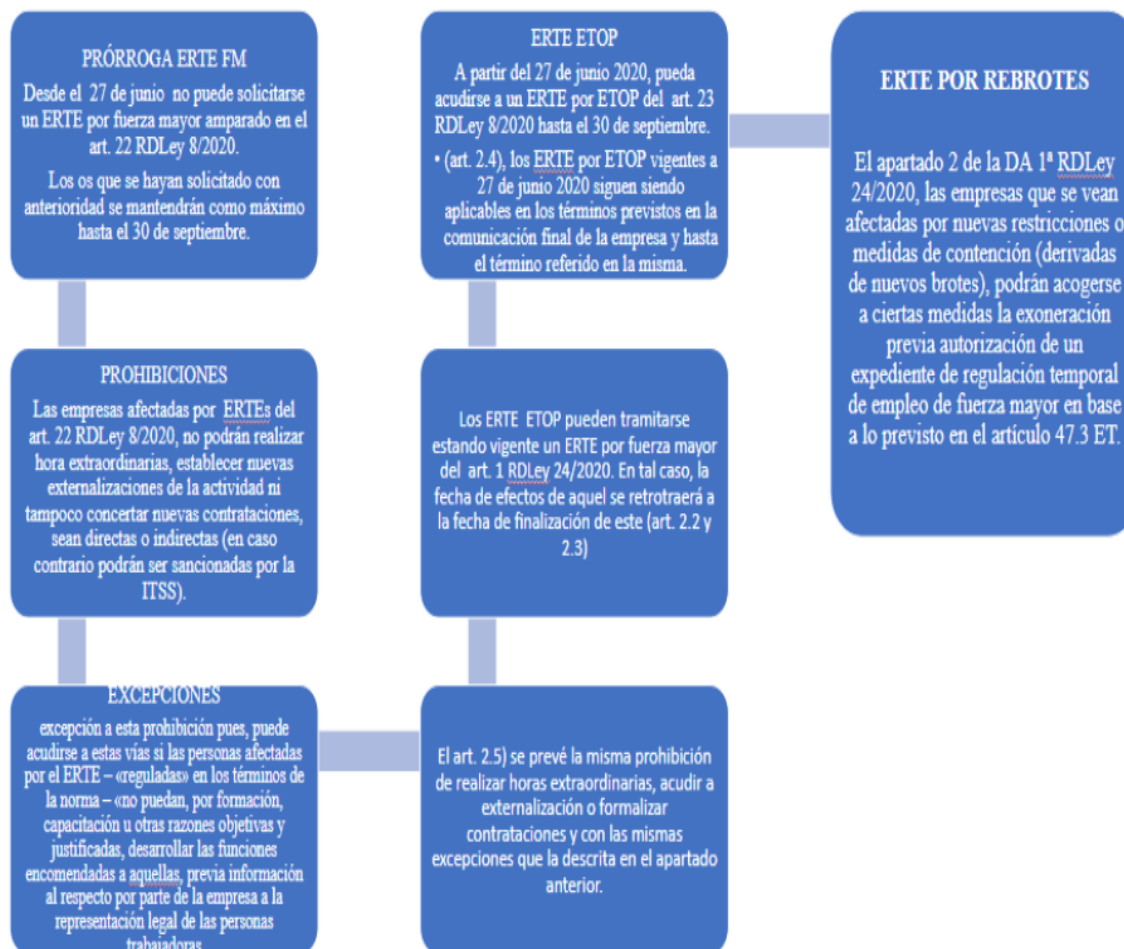 PRÓRROGA ERTE FM
Desde el 27 de junio no puede solicitarse
un ERTE por fuerza mayor amparado en el
art. 22 RDLey 8/2020.
Los os que se hayan solicitado con
anterioridad se mantendrán como máximo
hasta el 30 de septiembre.
PROHIBICIONES
Las empresas afectadas por ERTEs del
art. 22 RDLey 8/2020, no podrán realizar
hora extraordinarias, establecer nuevas
externalizaciones de la actividad ni
tampoco concertar nuevas contrataciones,
sean directas o indirectas (en caso
contrario podrán ser sancionadas por la
ITSS).
EXCEPCIONES
excepción a esta prohibición pues, puede
acudirse a estas vías si las personas afectadas
por el ERTE – «reguladas» en los términos de
la norma – «no puedan, por formación,
capacitación u otras razones objetivas y
justificadas, desarrollar las funciones
encomendadas a aquellas, previa información
al respecto por parte de la empresa a la
representación legal de las personas
trabajadoras
El art. 2.5) se prevé la misma prohibición
de realizar horas extraordinarias, acudir a
externalización o formalizar
contrataciones y con las mismas
excepciones que la descrita en el apartado
anterior.
Los ERTE ETOP pueden tramitarse
estando vigente un ERTE por fuerza mayor
del art. 1 RDLey 24/2020. En tal caso, la
fecha de efectos de aquel se retrotraerá a
la fecha de finalización de este (art. 2.2 y
2.3)
ERTE ETOP
A partir del 27 de junio 2020, pueda
acudirse a un ERTE por ETOP del art. 23
RDLey 8/2020 hasta el 30 de septiembre.
• (art. 2.4), los ERTE por ETOP vigentes a
27 de junio 2020 siguen siendo
aplicables en los términos previstos en la
comunicación final de la empresa y hasta
el término referido en la misma.
ERTE POR REBROTES
El apartado 2 de la DA 1ª RDLey
24/2020, las empresas que se vean
afectadas por nuevas restricciones o
medidas de contención (derivadas
de nuevos brotes), podrán acogerse
a ciertas medidas la exoneración
previa autorización de un
expediente de regulación temporal
de empleo de fuerza mayor en base
a lo previsto en el artículo 47.3 ET.